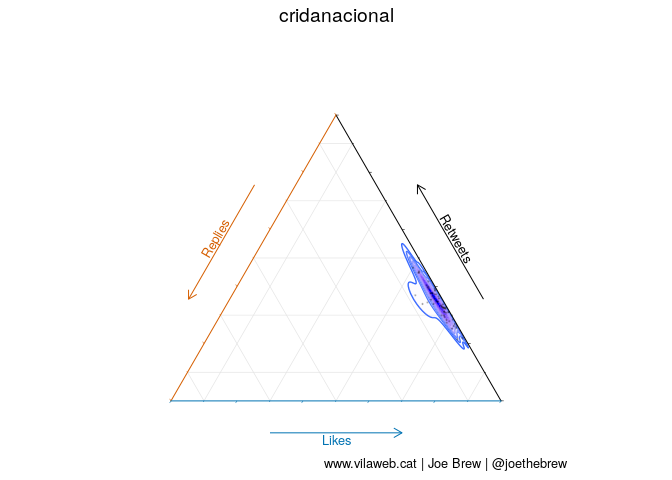 cridanacional
Replies
Retweets
Likes
www.vilaweb.cat | Joe Brew | @joethebrew